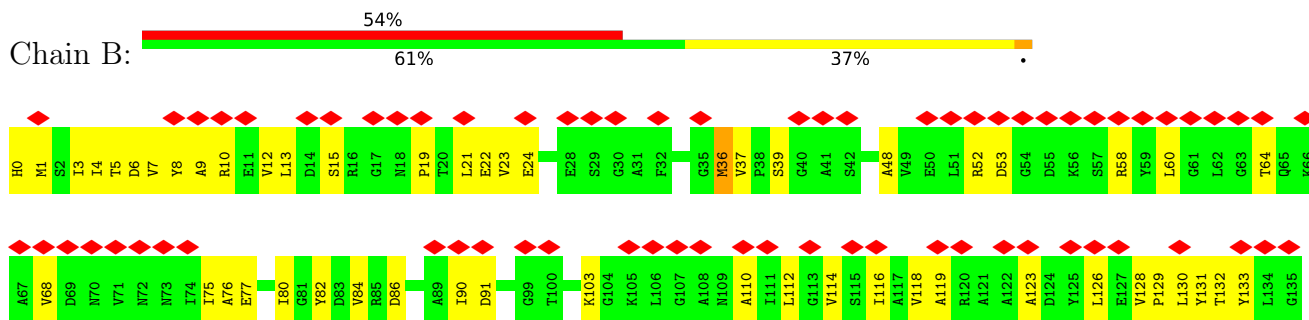 54%
Chain B:
61% 37% •
H0 M1 S2 I3 I4 T5 D6 V7 Y8 A9 R10 E11 V12 L13 D14 S15 R16 G17 N18 P19 T20 L21 E22 V23 E24 E28 S29 G30 A31 F32 G35 M36 V37 P38 S39 G40 A1 S42 A48 V49 E50 L51 R52 D53 G54 D55 K56 S57 R58 Y59 L60 G61 L62 G63 T64 Q65 K66
A67 V68 D69 N70 V71 N72 N73 I74 I75 A76 E77 I80 G81 Y82 D83 V84 R85 D86 A89 I90 D91 G99 T100 K103 G104 K105 L106 G107 A108 N109 A110 I111 L112 G113 V114 S115 I116 A117 V118 A119 R120 A121 A122 A123 D124 Y125 L126 E127 V128 P129 L130 Y131 T132 Y133 L134 G135